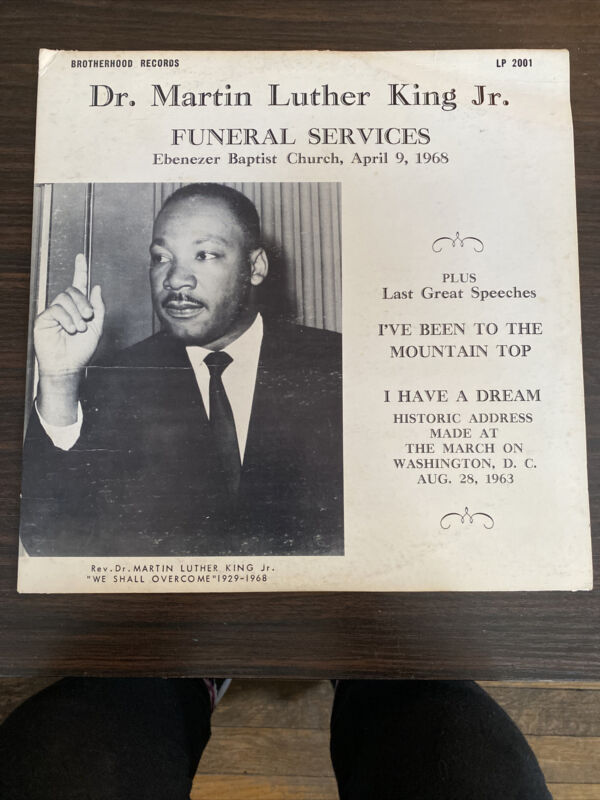 BROTHERHOOD RECORDS LP 2001
Dr. Martin Luther King Jr.
FUNERAL SERVICES
Ebenezer Baptist Church, April 9, 1968
PLUS
Last Great Speeches
I'VE BEEN TO THE
MOUNTAIN TOP
I HAVE A DREAM
HISTORIC ADDRESS
MADE AT
THE MARCH ON
WASHINGTON, D. C.
AUG. 28, 1963
Rev.Dr.MARTIN LUTHER KING Jr.
"WE SHALL OVERCOME"1929-1968